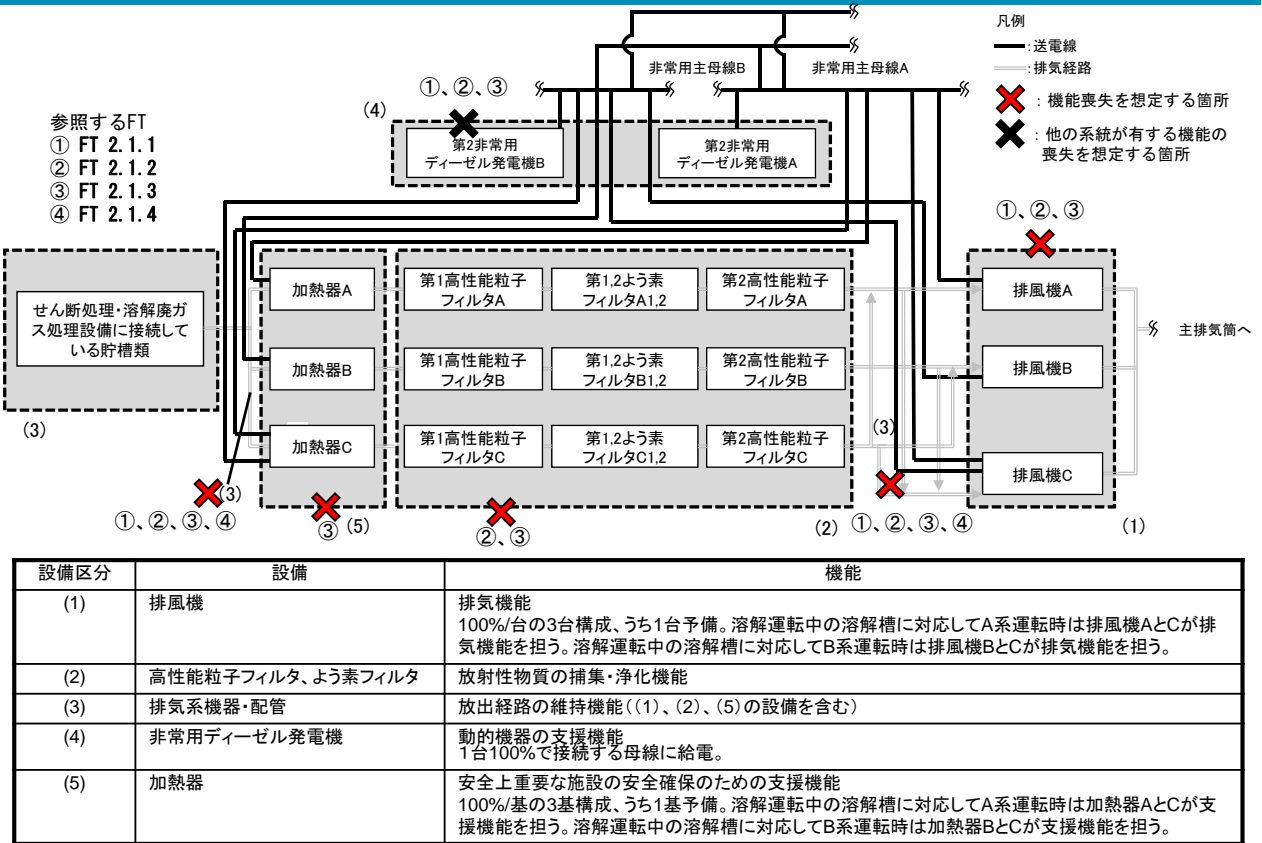 凡例
:送電線
:排気経路
:機能喪失を想定する箇所
:他の系統が有する機能の
喪失を想定する箇所
非常用主母線B
非常用主母線A
①、②、③
(4)
第2非常用
ディーゼル発電機B
第2非常用
ディーゼル発電機A
参照するFT
① FT 2.1.1
② FT 2.1.2
③ FT 2.1.3
④ FT 2.1.4
①、②、③
せん断処理・溶解廃ガ
ス処理設備に接続して
いる貯槽類
(3)
加熱器A
加熱器B
加熱器C
第1高性能粒子
フィルタA
第1,2よう素
フィルタA1,2
第2高性能粒子
フィルタA
第1高性能粒子
フィルタB
第1,2よう素
フィルタB1,2
第2高性能粒子
フィルタB
第1高性能粒子
フィルタC
第1,2よう素
フィルタC1,2
第2高性能粒子
フィルタC
排風機A
排風機B
排風機C
主排気筒へ
(3)
(3)
①、②、③、④
③
(5)
②、③
(2)
①、②、③、④
(1)
設備区分
設備
機能
(1)
排風機
排気機能
100%/台の3台構成、うち1台予備。溶解運転中の溶解槽に対応してA系運転時は排風機AとCが排
気機能を担う。溶解運転中の溶解槽に対応してB系運転時は排風機BとCが排気機能を担う。
(2)
高性能粒子フィルタ、よう素フィルタ
放射性物質の捕集・浄化機能
(3)
排気系機器・配管
放出経路の維持機能((1)、(2)、(5)の設備を含む)
(4)
非常用ディーゼル発電機
動的機器の支援機能
1台100%で接続する母線に給電。
(5)
加熱器
安全上重要な施設の安全確保のための支援機能
100%/基の3基構成、うち1基予備。溶解運転中の溶解槽に対応してA系運転時は加熱器AとCが支
援機能を担う。溶解運転中の溶解槽に対応してB系運転時は加熱器BとCが支援機能を担う。